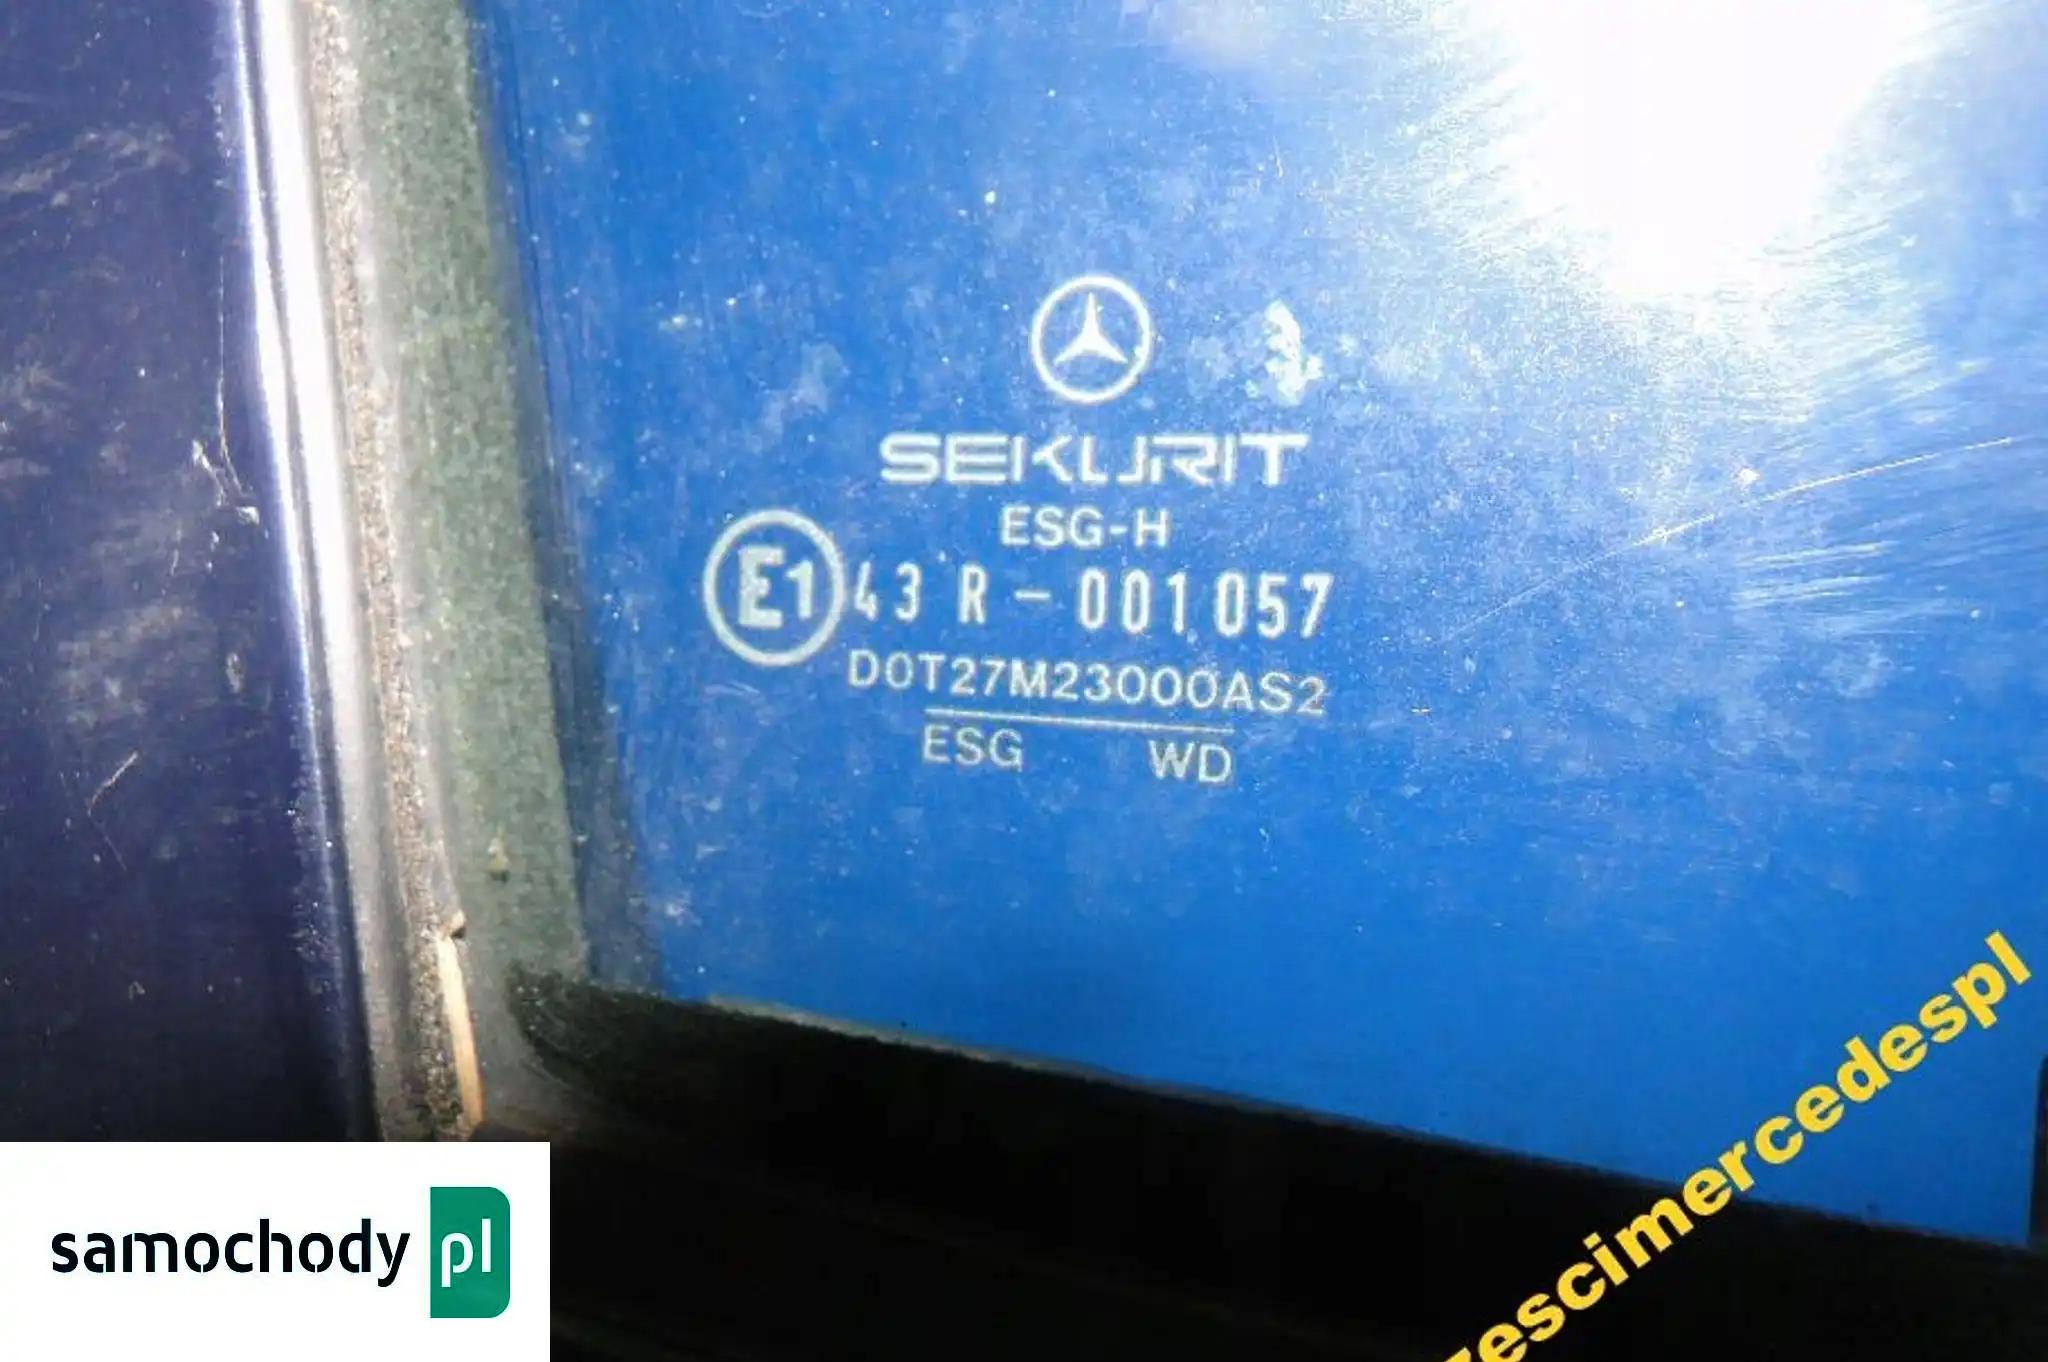 SEKURIT
ESG-H
E1 43 R - 001057
DOT27M23000AS2
ESG WD
samochody pl